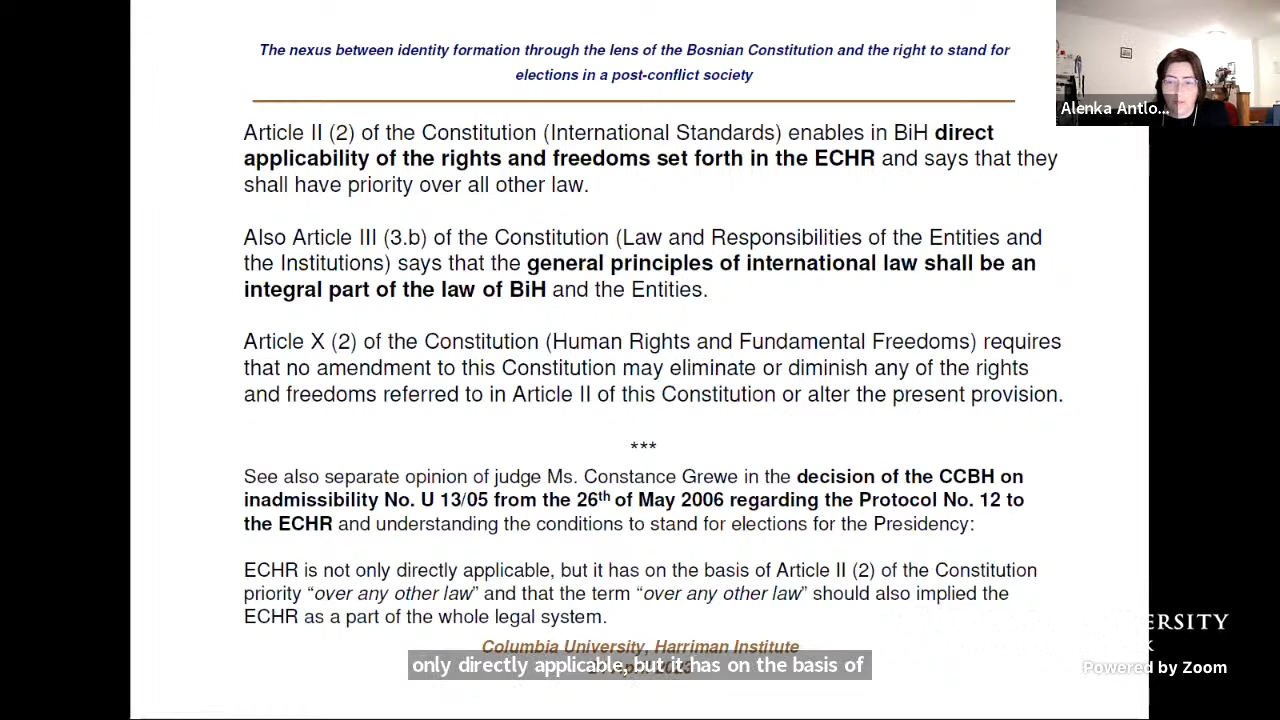 The nexus between identity formation through the lens of the Bosnian Constitution and the right to stand for
elections in a post-conflict society
Alenka Antlo...
Article II (2) of the Constitution (International Standards) enables in BiH direct
applicability of the rights and freedoms set forth in the ECHR and says that they
shall have priority over all other law.
Also Article III (3.b) of the Constitution (Law and Responsibilities of the Entities and
the Institutions) says that the general principles of international law shall be an
integral part of the law of BiH and the Entities.
Article X (2) of the Constitution (Human Rights and Fundamental Freedoms) requires
that no amendment to this Constitution may eliminate or diminish any of the rights
and freedoms referred to in Article II of this Constitution or alter the present provision.
***
See also separate opinion of judge Ms. Constance Grewe in the decision of the CCBH on
inadmissibility No. U 13/05 from the 26th of May 2006 regarding the Protocol No. 12 to
the ECHR and understanding the conditions to stand for elections for the Presidency:
ECHR is not only directly applicable, but it has on the basis of Article II (2) of the Constitution
priority “over any other law” and that the term “over any other law” should also implied the
ECHR as a part of the whole legal system.
ERSITY
Columbia University, Harriman Institute
K
only directly applicable, but it has on the basis of
Powered by Zoom